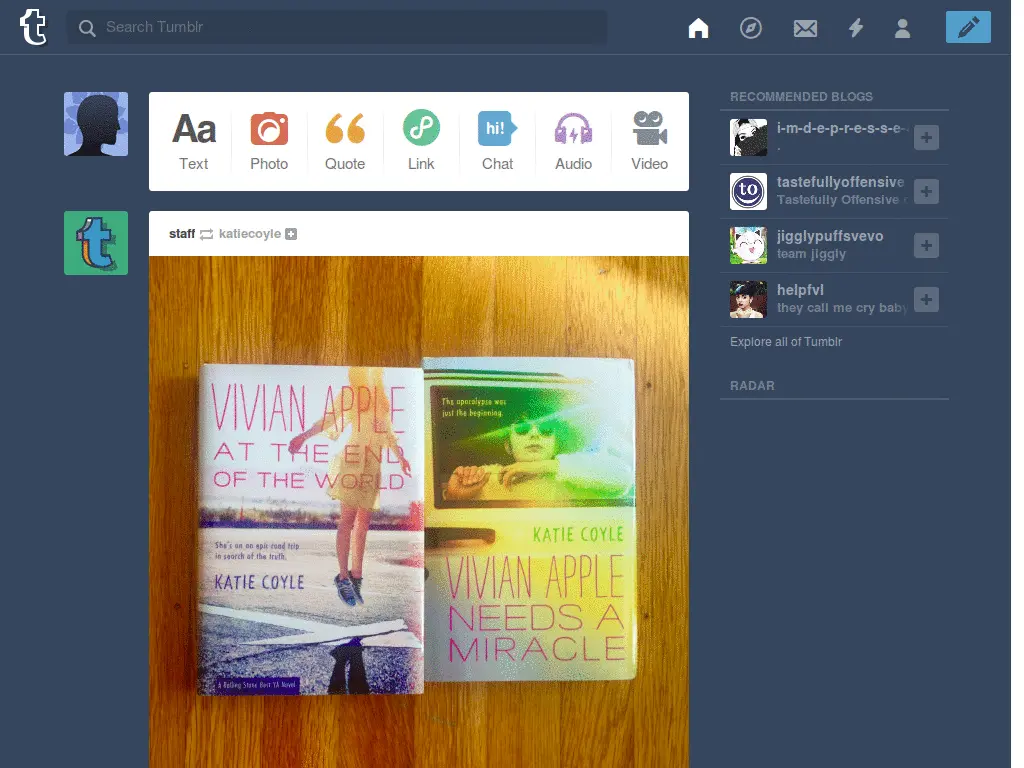 Search Tumblr
Aa
Text
Photo
Quote
Link
hi!
Chat
Audio
Video
staff katiecoyle
VIVIAN APPLE
AT THE END
OF THE WORLD
She's on an epic road trip
in search of the truth.
KATIE COYLE
A Rolling Stone Best YA Novel
The apocalypse was
just the beginning.
KATIE COYLE
VIVIAN APPLE
NEEDS A
MIRACLE
RECOMMENDED BLOGS
i-m-d-e-p-r-e-s-s-e-
.
to
tastefullyoffensive
Tastefully Offensive
jigglypuffsvevo
team jiggly
helpfvl
they call me cry baby
Explore all of Tumblr
RADAR